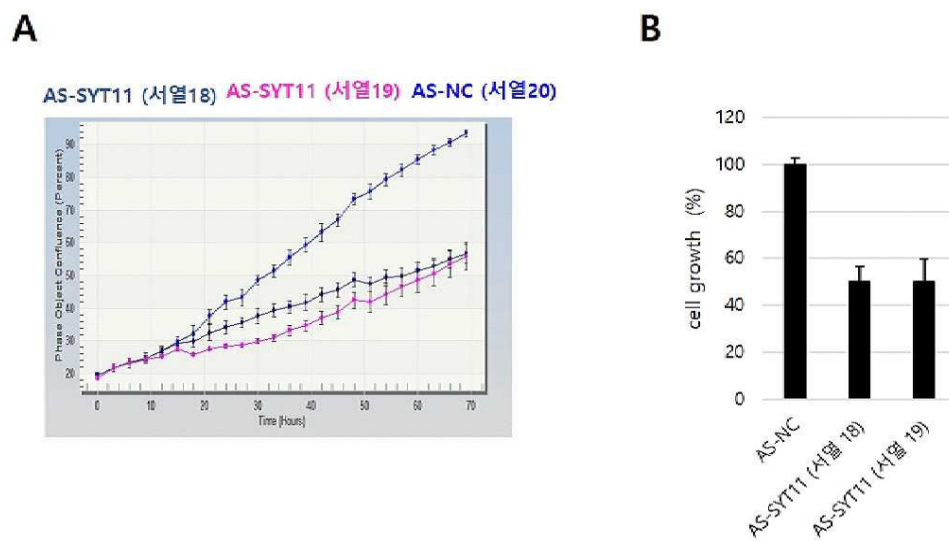 A
B
AS-SYT11 (서열18) AS-SYT11 (서열19) AS-NC (서열20)
Phase Object Confluence (Percent)
90
80
70
60
50
40
30
20
0
10
20
30
40
50
60
70
Time (Hours)
cell growth (%)
120
100
80
60
40
20
0
AS-NC
AS-SYT11 (서열 18)
AS-SYT11 (서열 19)